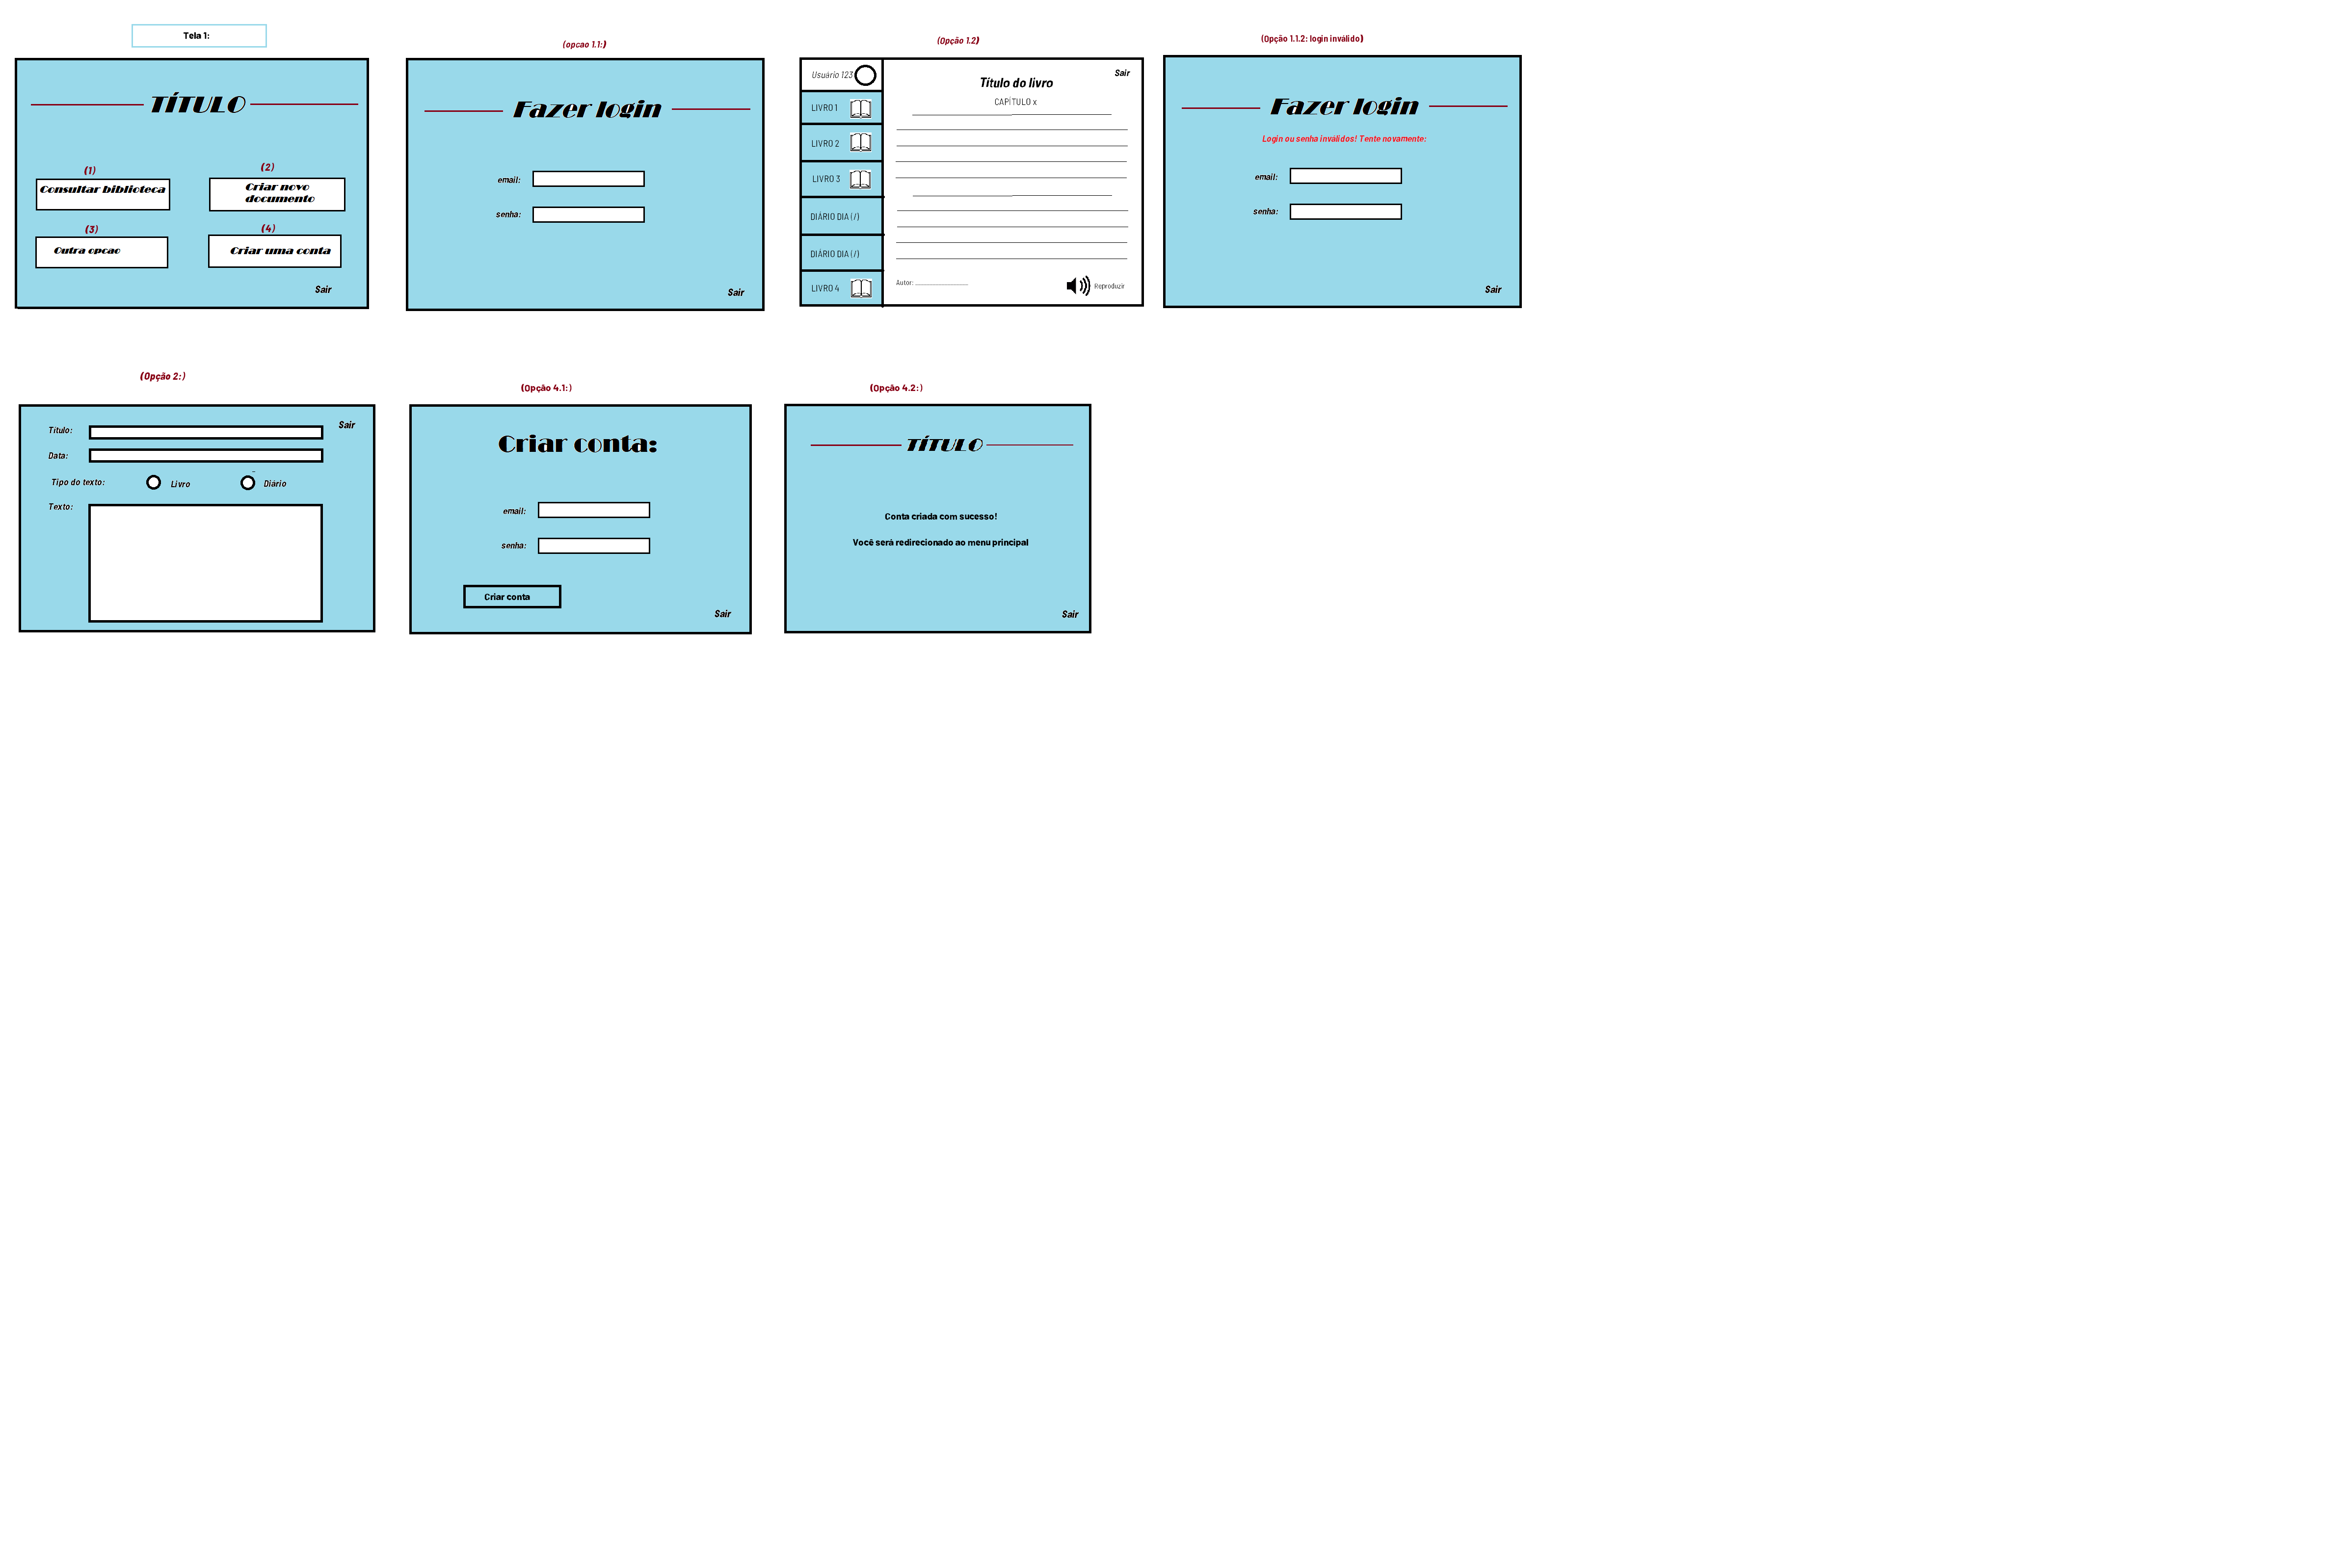 Tela 1:
TÍTULO
(1)
Consultar biblioteca
(2)
Criar novo
documento
(3)
Outra opcao
(4)
Criar uma conta
Sair
(opcao 1.1:)
Fazer login
email:
senha:
Sair
(Opção 1.2)
Usuário 123
LIVRO 1
LIVRO 2
LIVRO 3
DIÁRIO DIA (/)
DIÁRIO DIA (/)
LIVRO 4
Sair
Título do livro
CAPÍTULO x
Autor: ..............................
Reproduzir
(Opção 1.1.2: login inválido)
Fazer login
Login ou senha inválidos! Tente novamente:
email:
senha:
Sair
(Opção 2:)
Título:
Sair
Data:
Tipo do texto:
Livro
Diário
Texto:
(Opção 4.1:)
Criar conta:
email:
senha:
Criar conta
Sair
(Opção 4.2:)
TÍTULO
Conta criada com sucesso!
Você será redirecionado ao menu principal
Sair